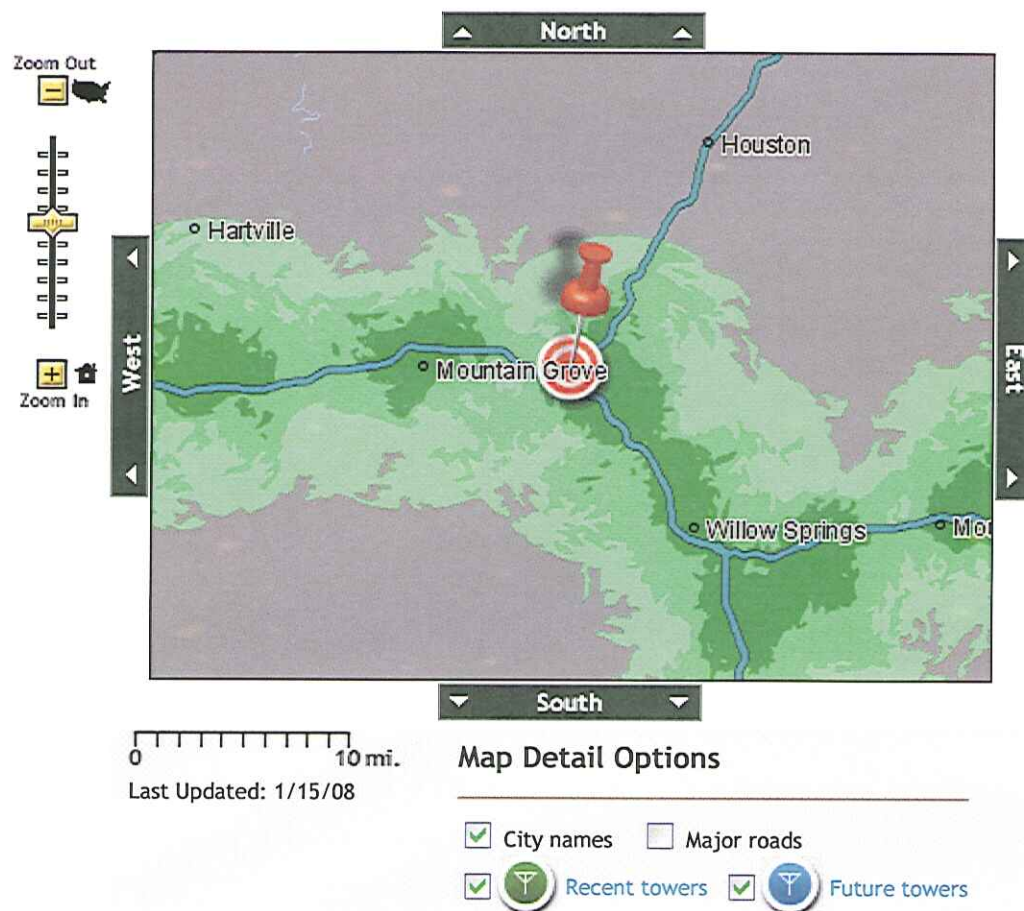 North
Zoom Out
Houston
Hartville
West
East
Mountain Grove
Zoom In
Willow Springs
Mo
South
0 10 mi.
Last Updated: 1/15/08
Map Detail Options
City names Major roads
Recent towers Future towers